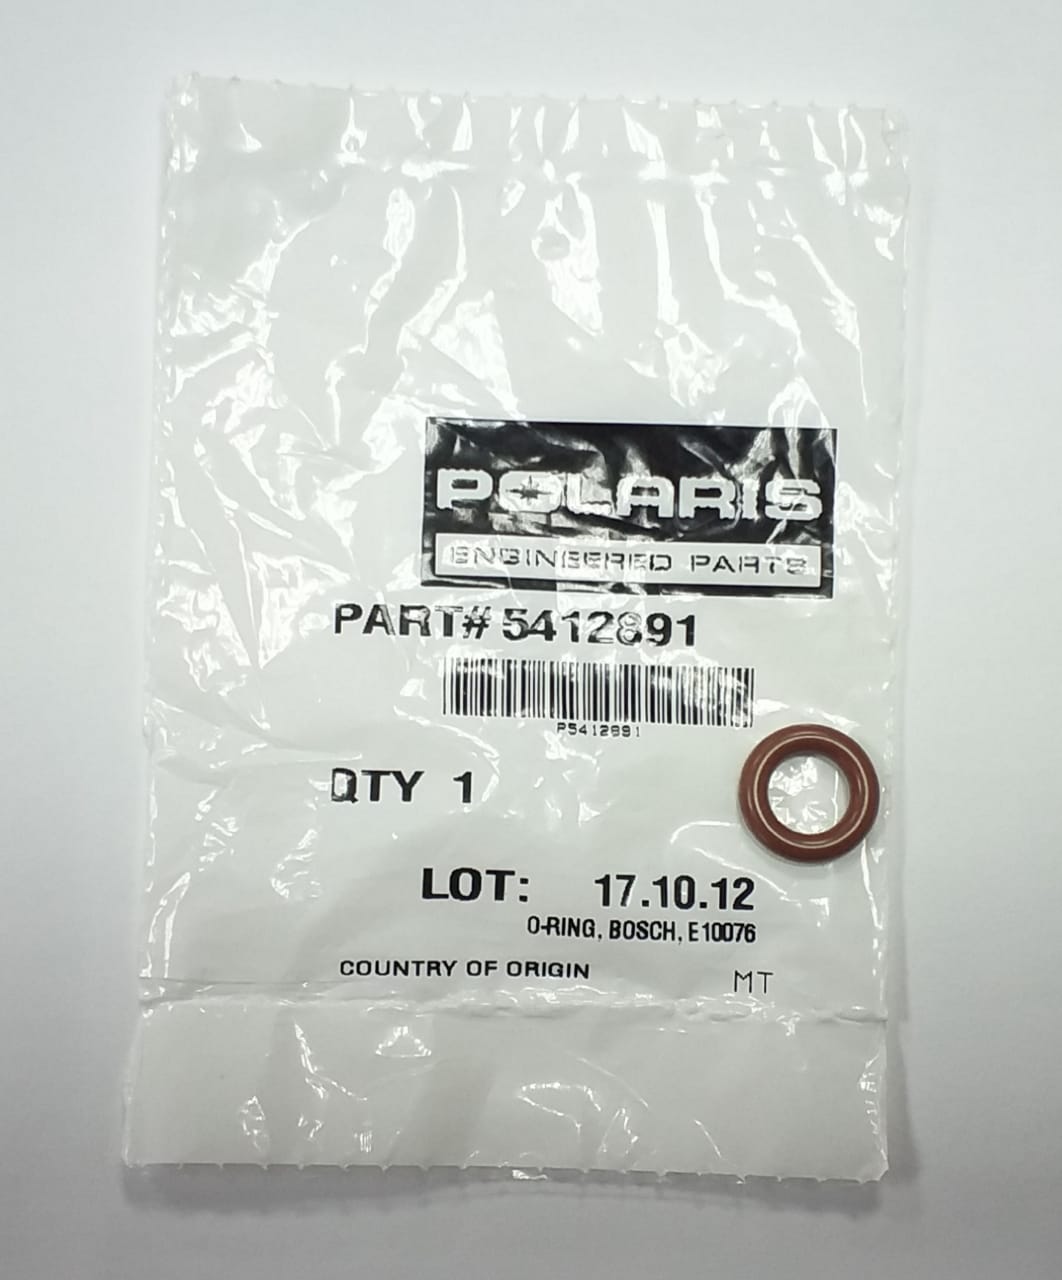 POLARIS
ENGINEERED PARTS
PART# 5412891
P5412891
QTY 1
LOT: 17.10.12
O-RING, BOSCH, E10076
COUNTRY OF ORIGIN MT